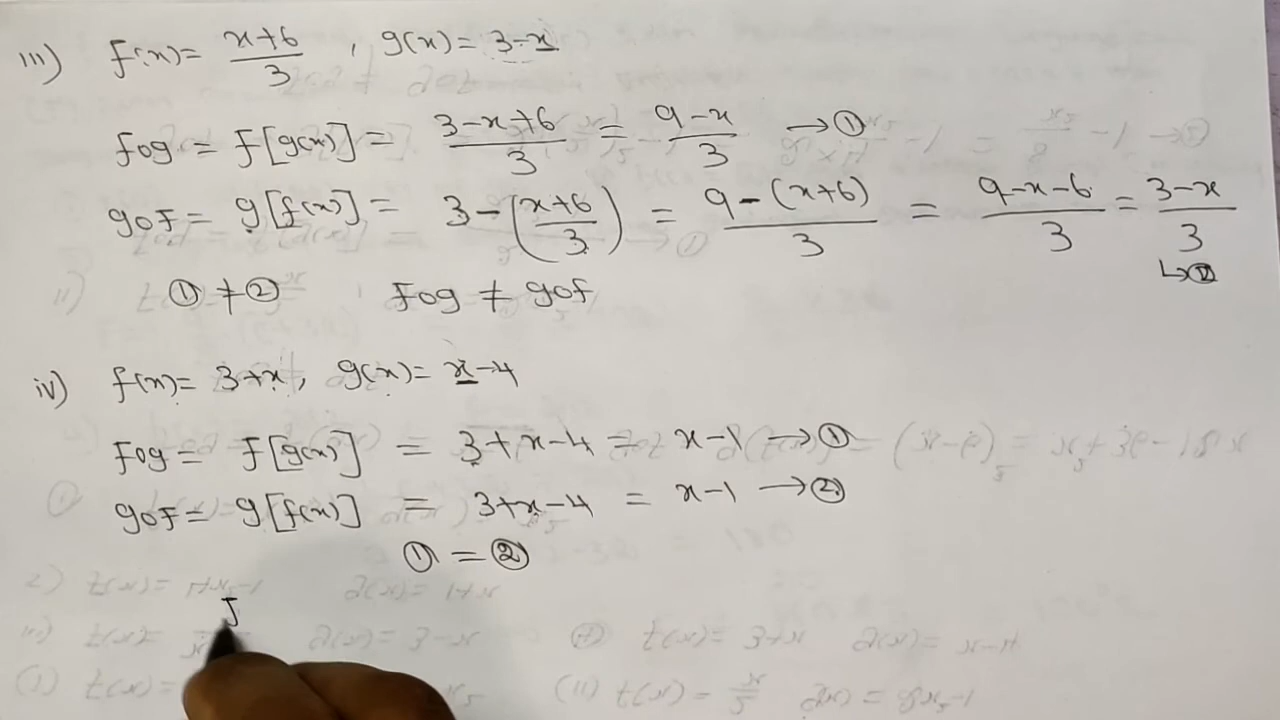 iii) f(x) = x+6/3 , g(x) = 3-x
fog = f[g(x)] = 3-x+6/3 = 9-x/3 → ①
gof = g[f(x)] = 3-(x+6/3) = 9-(x+6)/3 = 9-x-6/3 = 3-x/3
↳②
① ≠ ② fog ≠ gof
iv) f(x) = 3+x, g(x) = x-4
fog = f[g(x)] = 3+x-4 = x-1 → ①
gof = g[f(x)] = 3+x-4 = x-1 → ②
① = ②